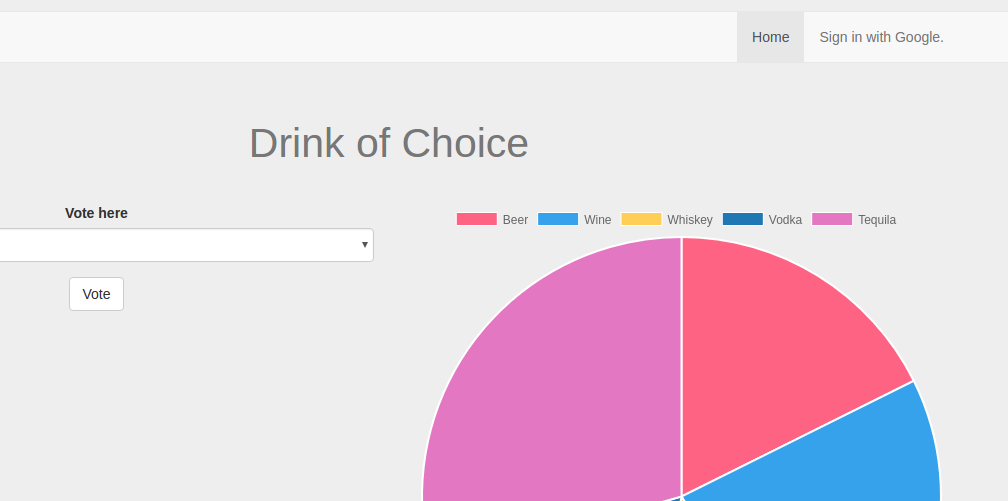 Home Sign in with Google.
Drink of Choice
Vote here
Vote
Beer Wine Whiskey Vodka Tequila